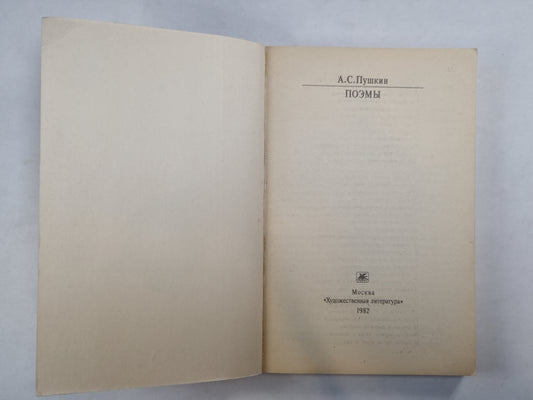 А.С.Пушкин
ПОЭМЫ
Москва
«Художественная литература»
1982